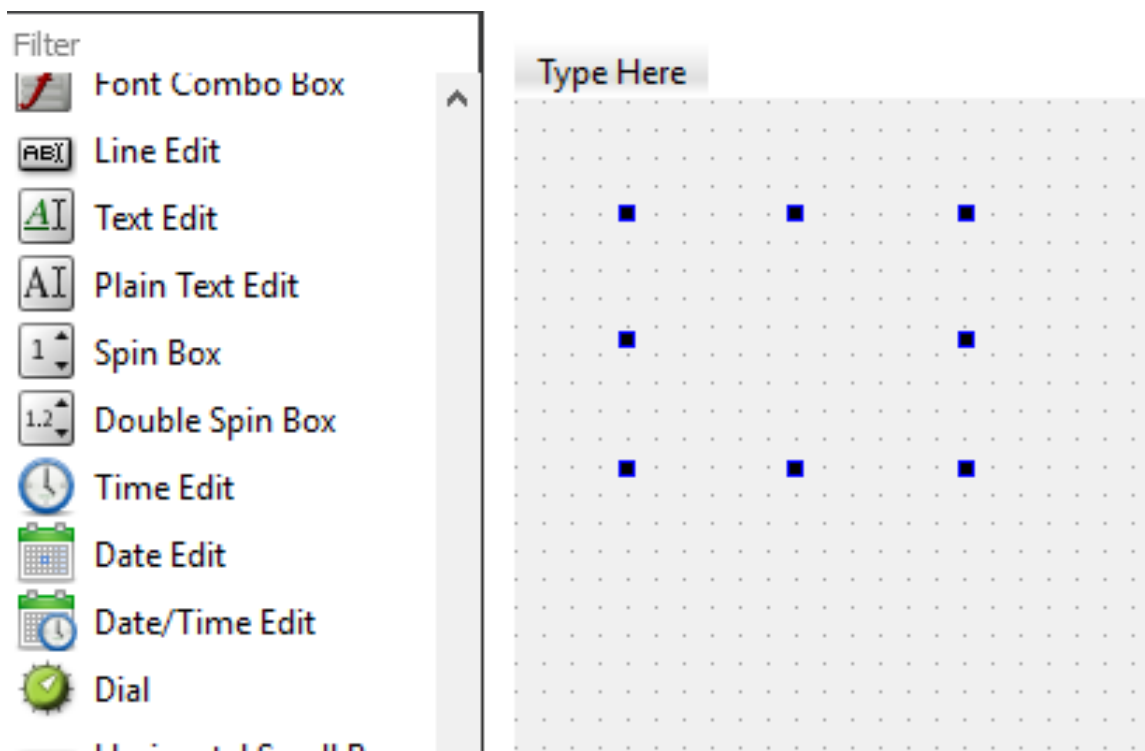 Filter
Font Combo Box
Line Edit
Text Edit
Plain Text Edit
Spin Box
Double Spin Box
Time Edit
Date Edit
Date/Time Edit
Dial
Type Here